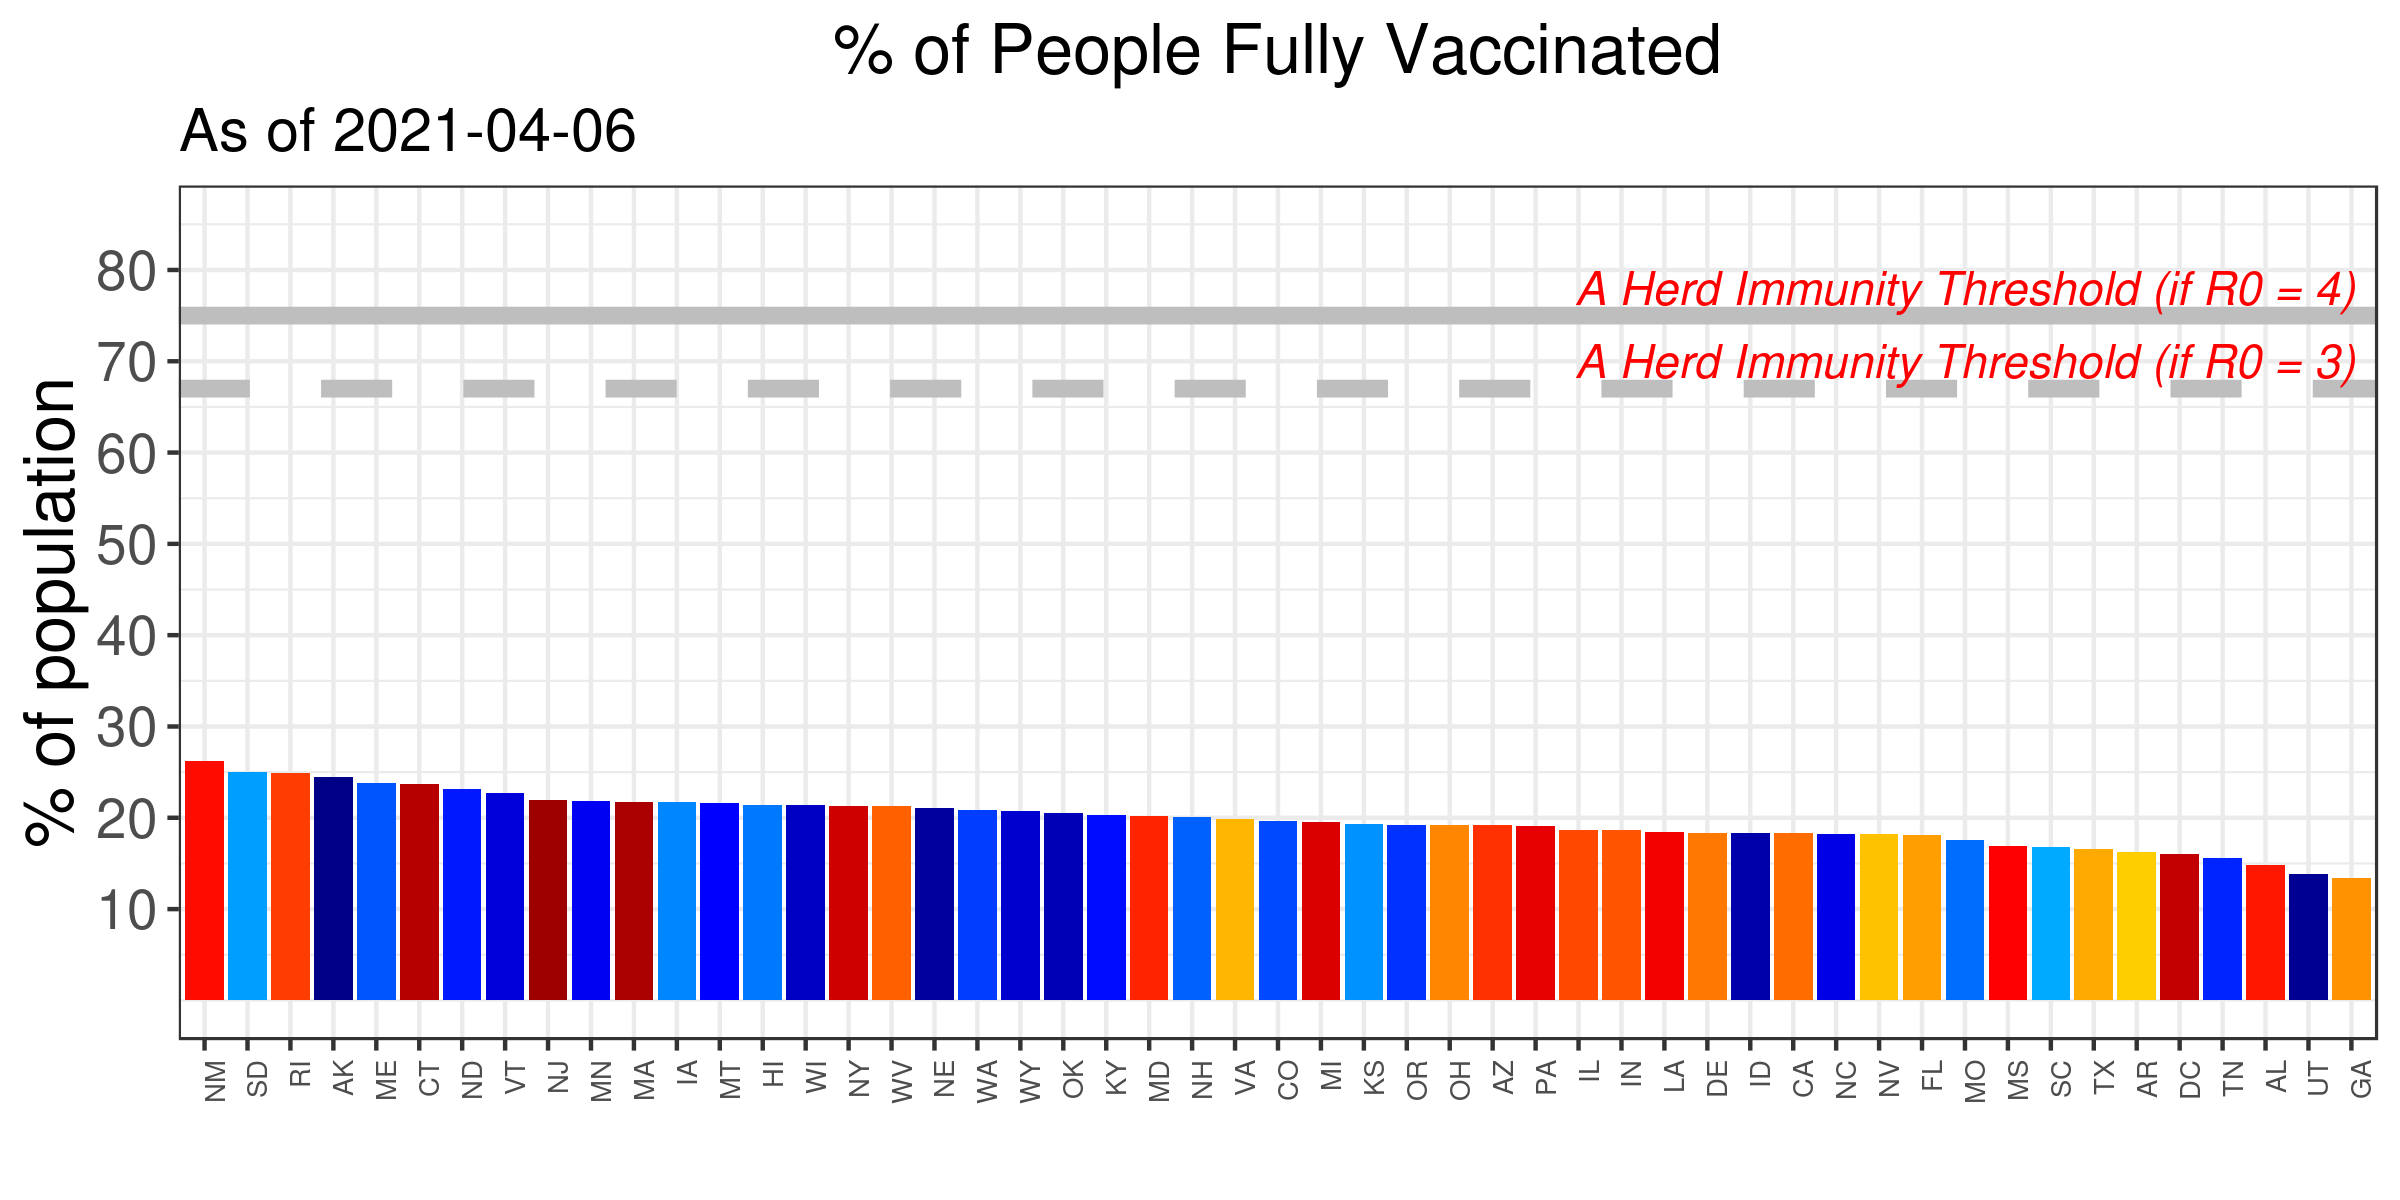 % of People Fully Vaccinated
As of 2021-04-06
% of population
80
70
60
50
40
30
20
10
A Herd Immunity Threshold (if R0 = 4)
A Herd Immunity Threshold (if R0 = 3)
NM
SD
RI
AK
ME
CT
ND
VT
NJ
MN
MA
IA
MT
HI
WI
NY
WV
NE
WA
WY
OK
KY
MD
NH
VA
CO
MI
KS
OR
OH
AZ
PA
IL
IN
LA
DE
ID
CA
NC
NV
FL
MO
MS
SC
TX
AR
DC
TN
AL
UT
GA